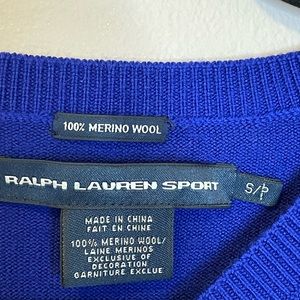 100% MERINO WOOL
RALPH LAUREN SPORT
S/P
MADE IN CHINA
FAIT EN CHINE
100% MERINO WOOL/
LAINE MERINOS
EXCLUSIVE OF
DECORATION
GARNITURE EXCLUE